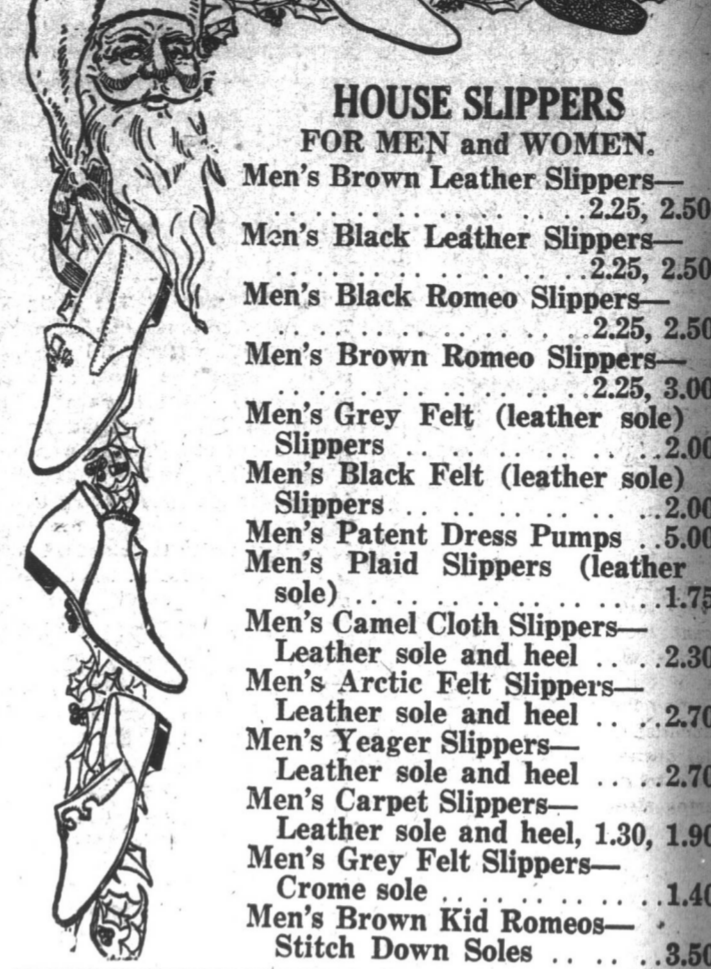 HOUSE SLIPPERS
FOR MEN and WOMEN.
Men's Brown Leather Slippers—
. . . . . . . . . . . . . . . . . . .2.25, 2.50
Men's Black Leather Slippers—
. . . . . . . . . . . . . . . . . . .2.25, 2.50
Men's Black Romeo Slippers—
. . . . . . . . . . . . . . . . . . .2.25, 2.50
Men's Brown Romeo Slippers—
. . . . . . . . . . . . . . . . . . .2.25, 3.00
Men's Grey Felt (leather sole)
Slippers . . . . . . . . . . . . .2.00
Men's Black Felt (leather sole)
Slippers . . . . . . . . . . . . .2.00
Men's Patent Dress Pumps . .5.00
Men's Plaid Slippers (leather
sole) . . . . . . . . . . . . . . .1.75
Men's Camel Cloth Slippers—
Leather sole and heel . . . .2.30
Men's Arctic Felt Slippers—
Leather sole and heel . . . .2.70
Men's Yeager Slippers—
Leather sole and heel . . . .2.70
Men's Carpet Slippers—
Leather sole and heel, 1.30, 1.90
Men's Grey Felt Slippers—
Crome sole . . . . . . . . . . .1.40
Men's Brown Kid Romeos—
Stitch Down Soles . . . . . .3.50